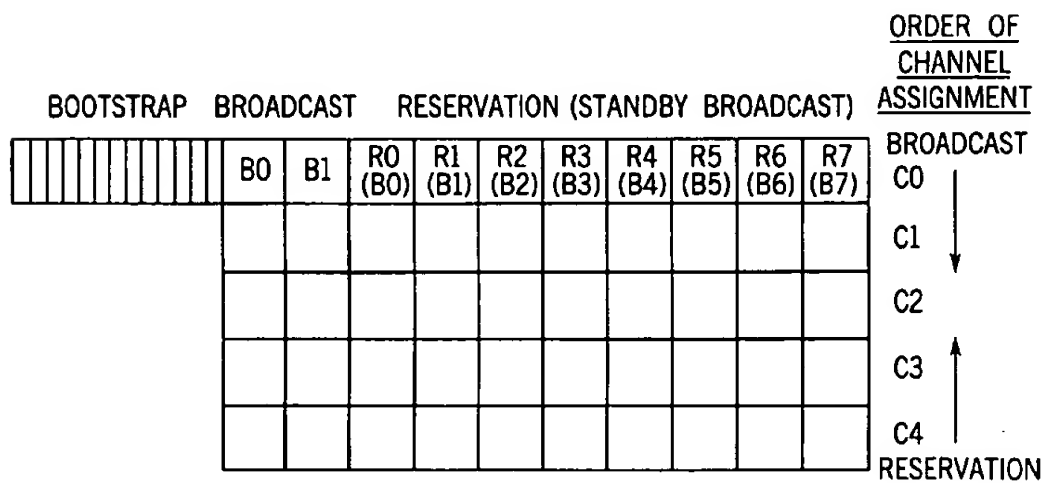 ORDER OF
CHANNEL
ASSIGNMENT
BOOTSTRAP BROADCAST RESERVATION (STANDBY BROADCAST)
BROADCAST
B0 B1 R0 R1 R2 R3 R4 R5 R6 R7
(B0) (B1) (B2) (B3) (B4) (B5) (B6) (B7)
C0
C1
C2
C3
C4
RESERVATION